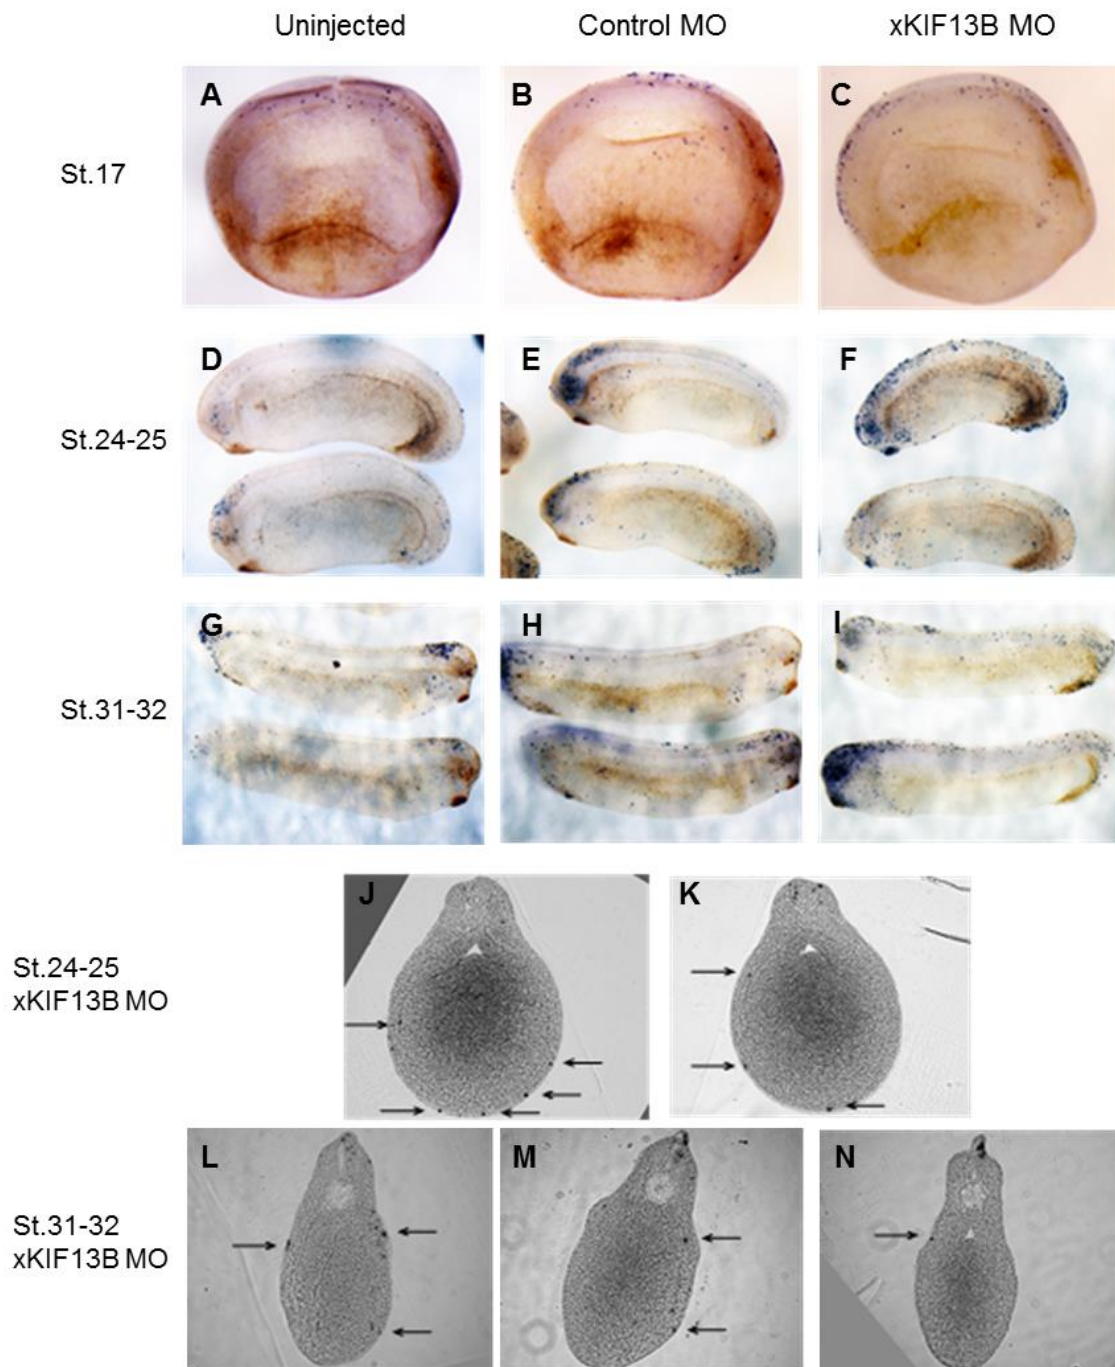 Uninjected Control MO xKIF13B MO
St.17
A B C
St.24-25
D E F
St.31-32
G H I
St.24-25
xKIF13B MO
J K
St.31-32
xKIF13B MO
L M N